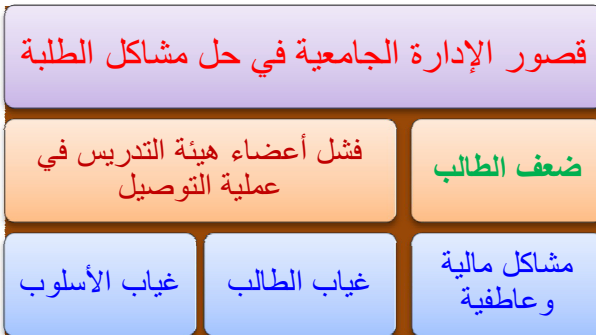 قصور الإدارة الجامعية في حل مشاكل الطلبة
ضعف الطالب
فشل أعضاء هيئة التدريس في
عملية التوصيل
مشاكل مالية
وعاطفية
غياب الطالب
غياب الأسلوب